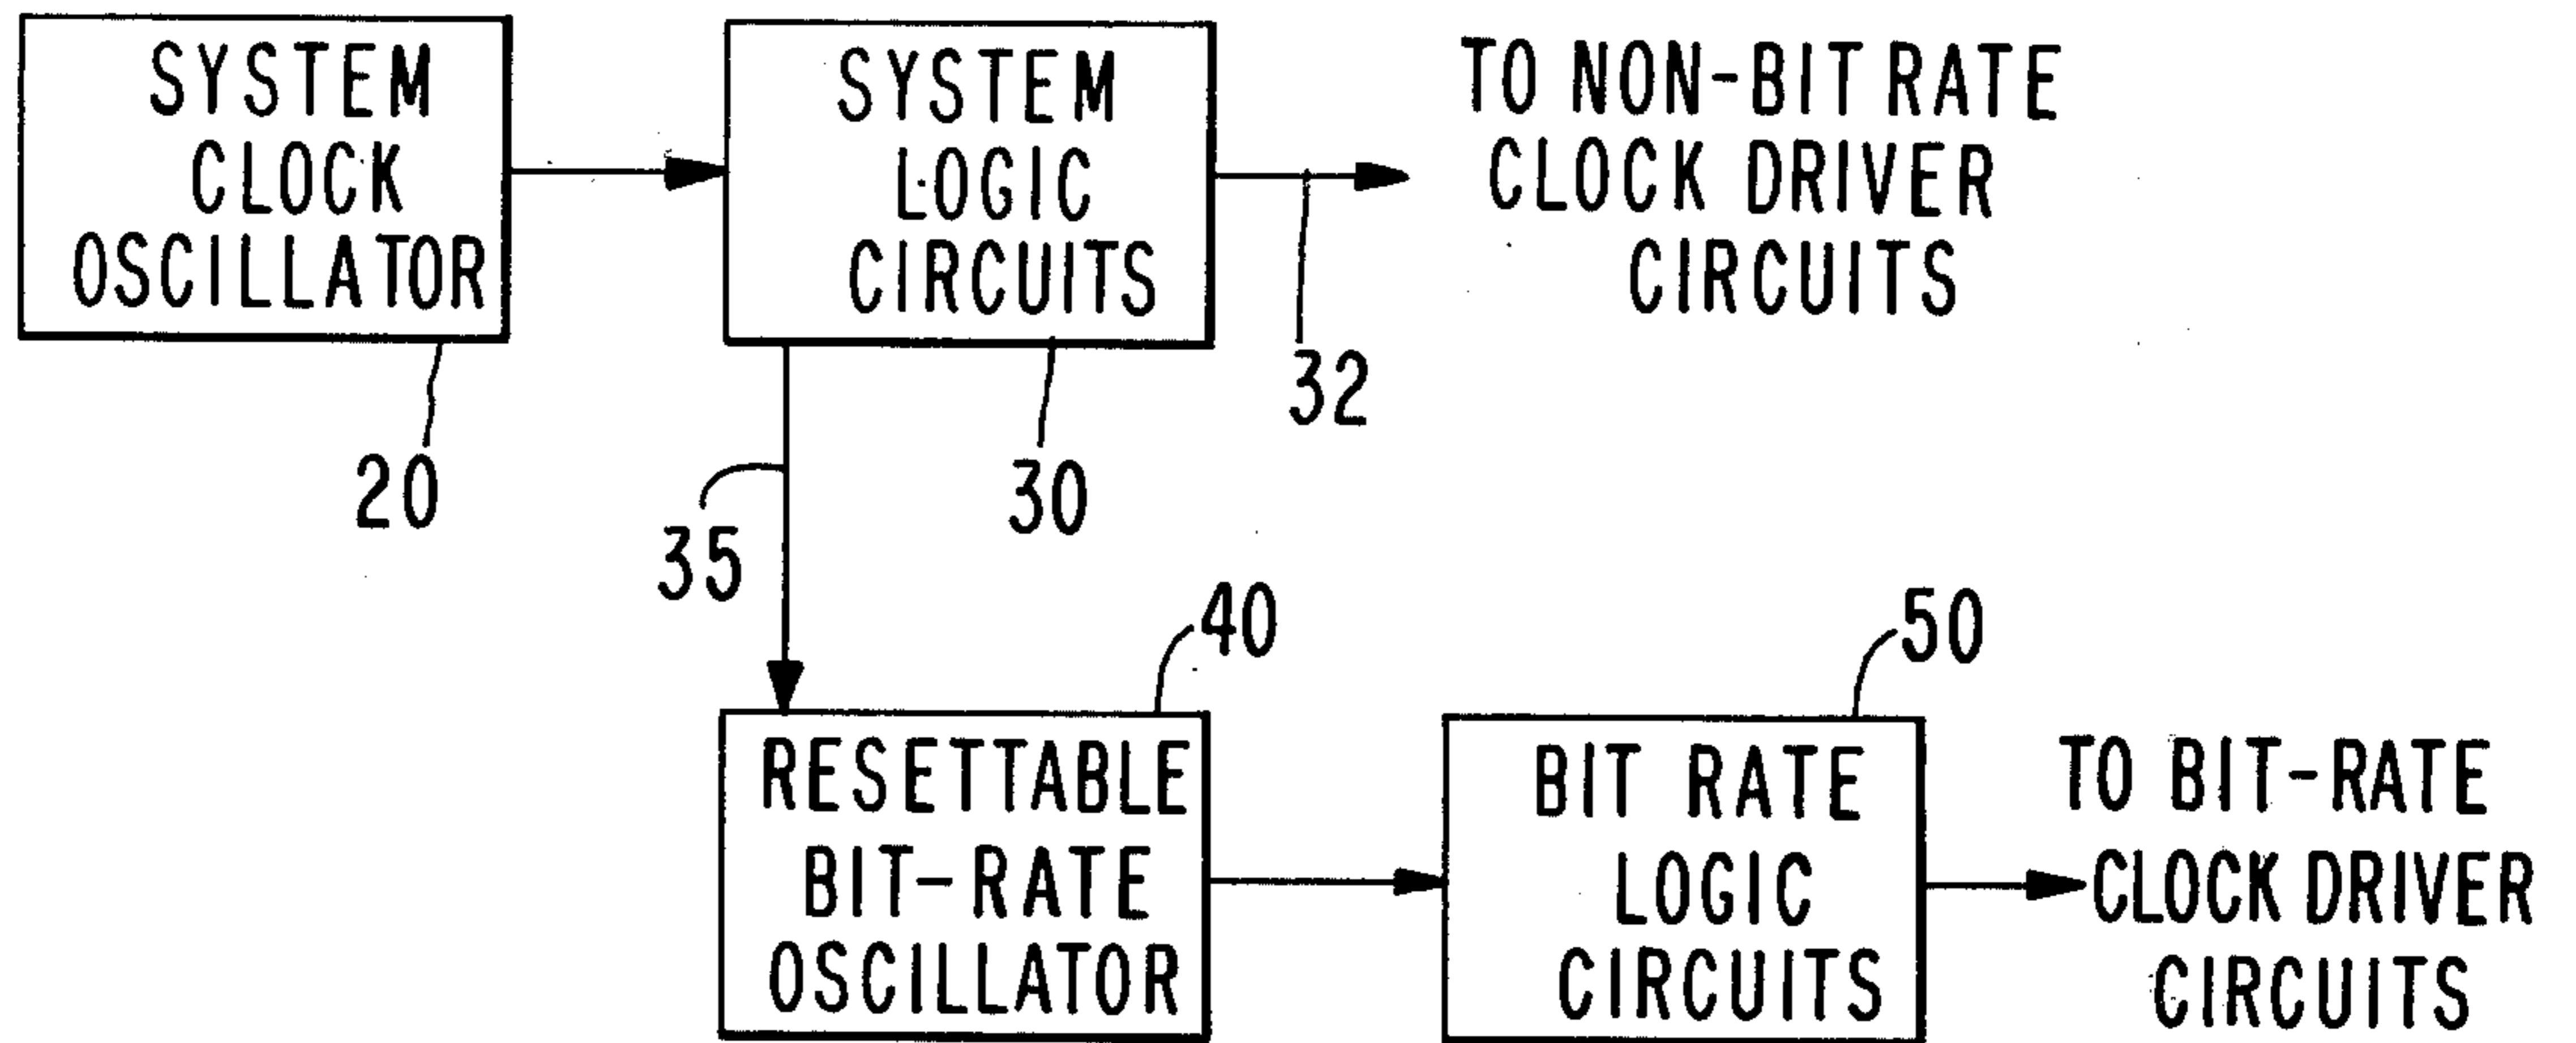 SYSTEM
CLOCK
OSCILLATOR
20
SYSTEM
LOGIC
CIRCUITS
30
32
TO NON-BIT RATE
CLOCK DRIVER
CIRCUITS
35
40
RESETTABLE
BIT-RATE
OSCILLATOR
50
BIT RATE
LOGIC
CIRCUITS
TO BIT-RATE
CLOCK DRIVER
CIRCUITS